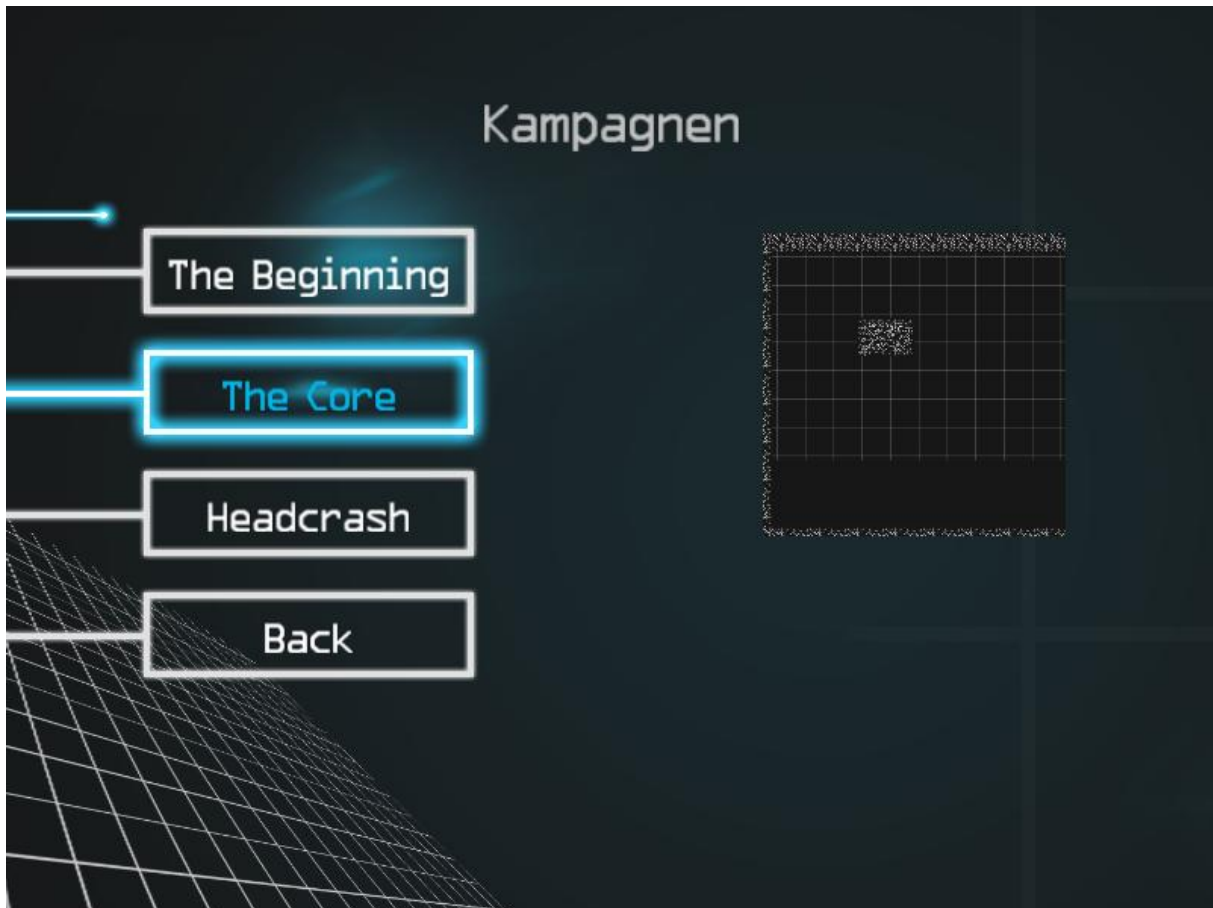 Kampagnen
The Beginning
The Core
Headcrash
Back